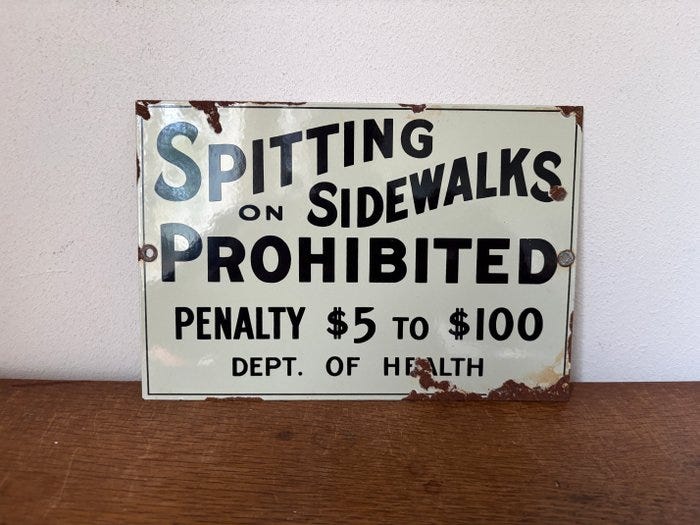 SPITTING
ON SIDEWALKS
PROHIBITED
PENALTY $5 TO $100
DEPT. OF HEALTH